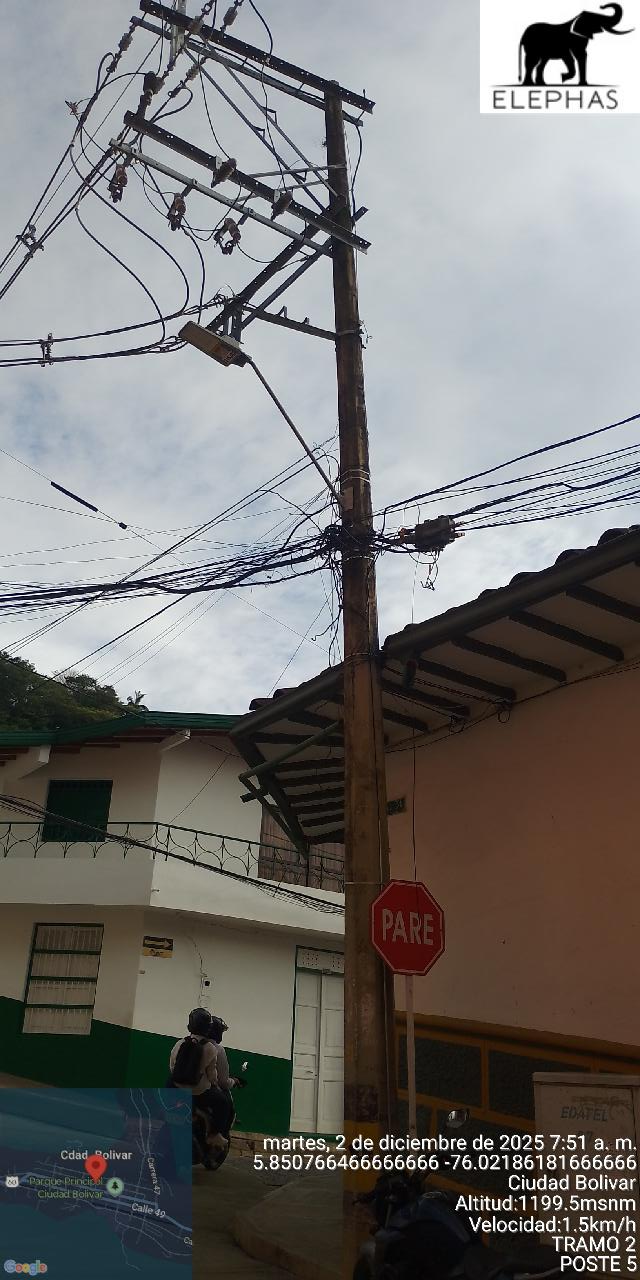 ELEPHAS
PARE
EDATEL
martes, 2 de diciembre de 2025 7:51 a. m.
5.850766466666666 -76.02186181666666
Ciudad Bolivar
Altitud:1199.5msnm
Velocidad:1.5km/h
TRAMO 2
POSTE 5
Cdad. Bolivar
Carrera 47
60
Parque Principal
Ciudad Bolivar
Calle 49
Ca
Google